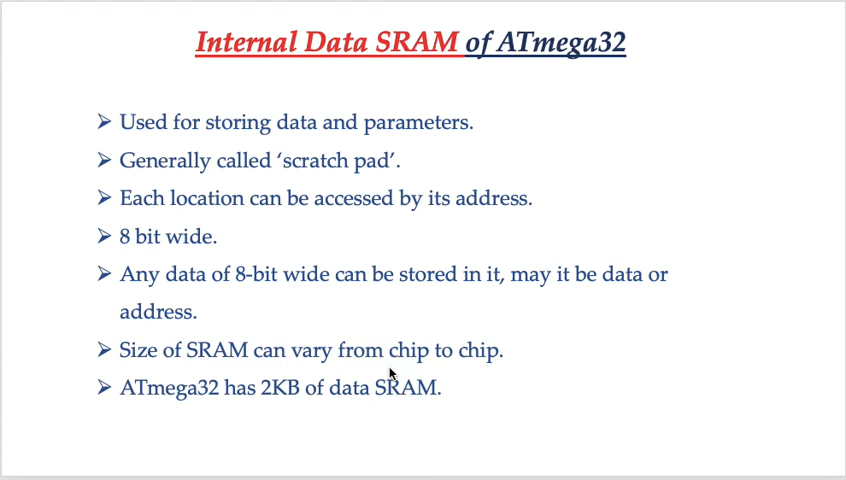 Internal Data SRAM of ATmega32
➢ Used for storing data and parameters.
➢ Generally called ‘scratch pad’.
➢ Each location can be accessed by its address.
➢ 8 bit wide.
➢ Any data of 8-bit wide can be stored in it, may it be data or
address.
➢ Size of SRAM can vary from chip to chip.
➢ ATmega32 has 2KB of data SRAM.